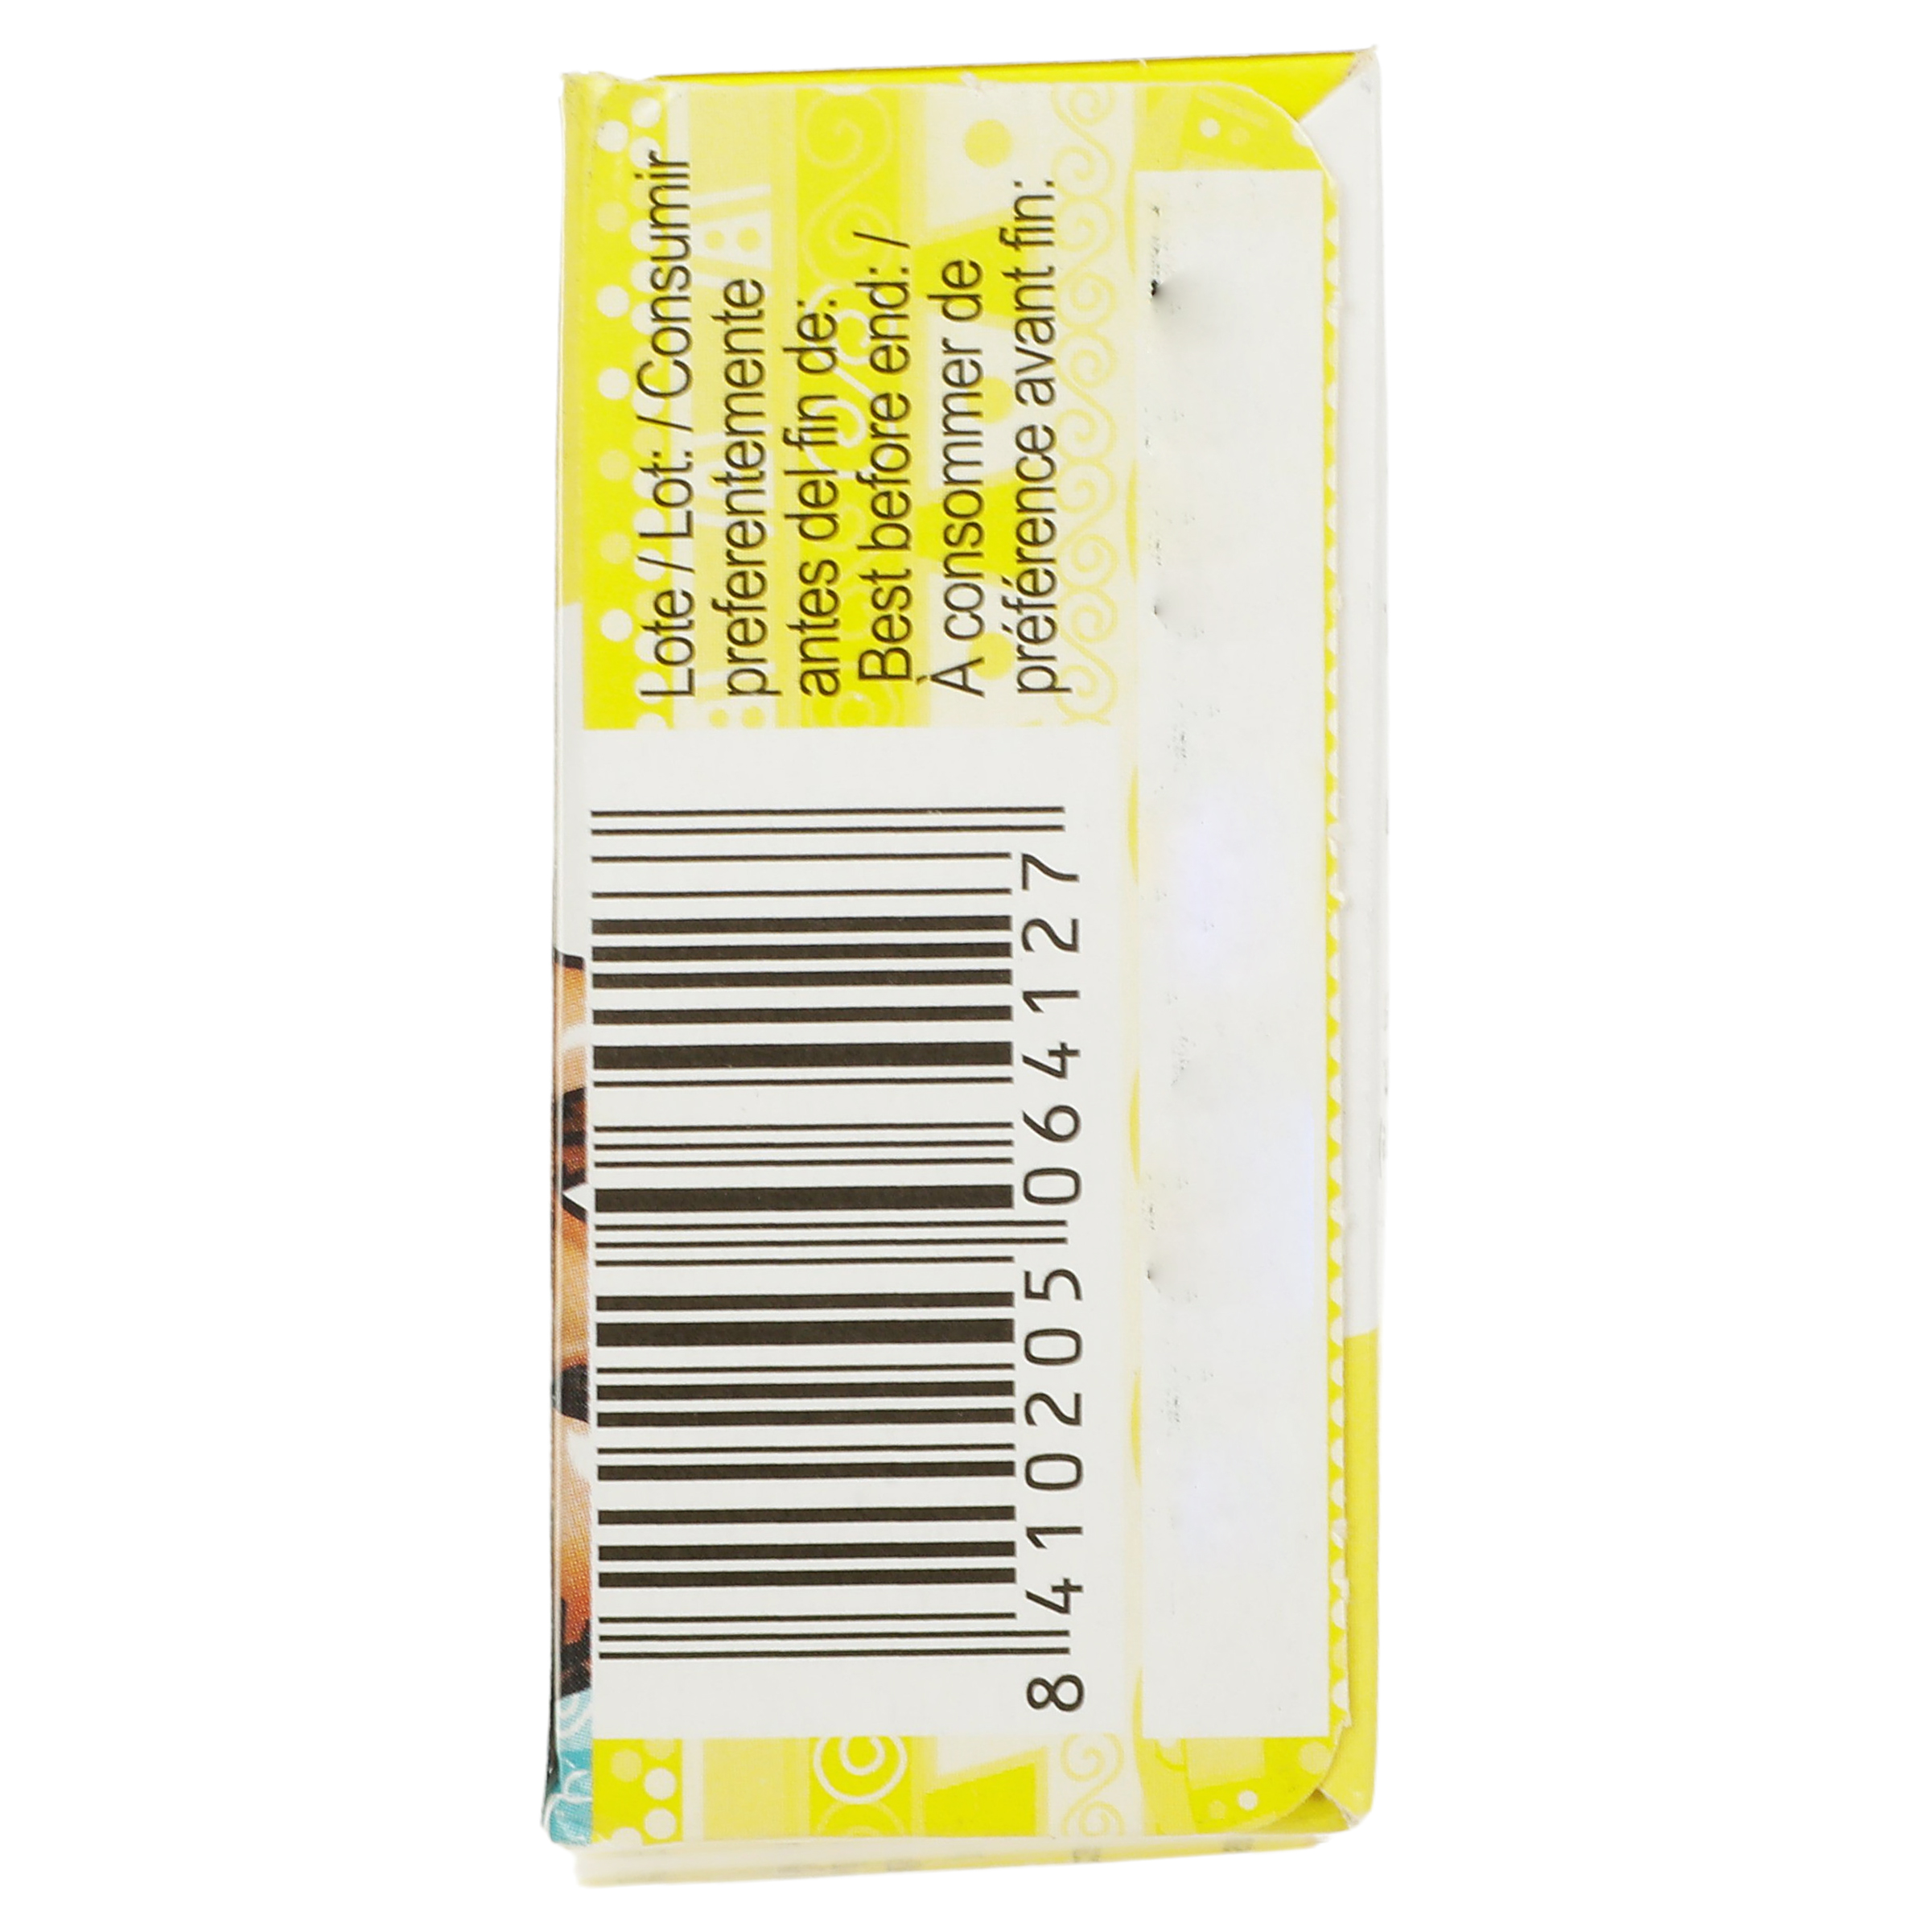 Lote / Lot: / Consumir
preferentemente
antes del fin de:
Best before end: /
À consommer de
préférence avant fin:
8 410205 064127